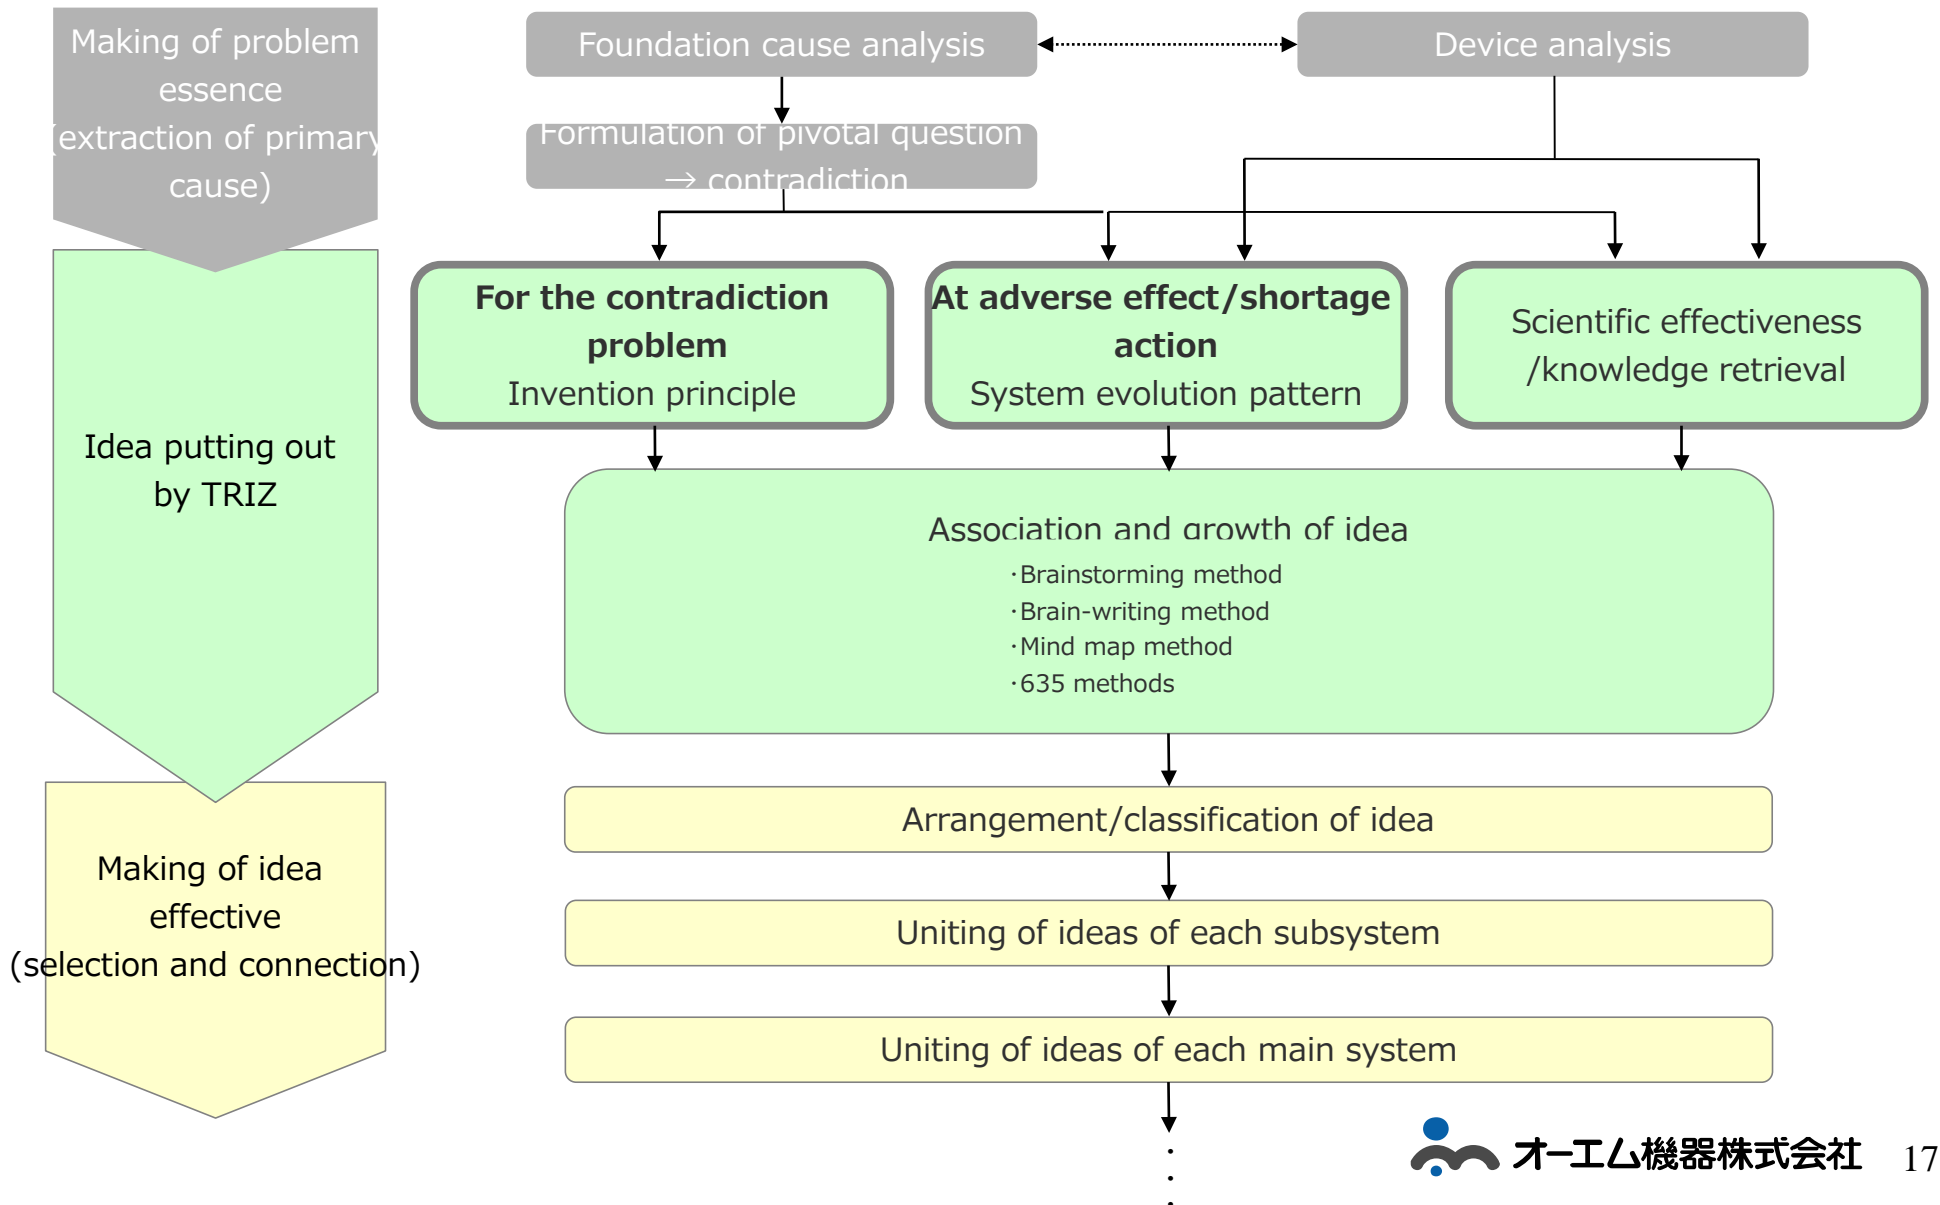 Making of problem
essence
(extraction of primary
cause)
Foundation cause analysis
Device analysis
Formulation of pivotal question
→ contradiction
For the contradiction
problem
Invention principle
At adverse effect/shortage
action
System evolution pattern
Scientific effectiveness
/knowledge retrieval
Idea putting out
by TRIZ
Association and growth of idea
・Brainstorming method
・Brain-writing method
・Mind map method
・635 methods
Arrangement/classification of idea
Making of idea
effective
(selection and connection)
Uniting of ideas of each subsystem
Uniting of ideas of each main system
オーエム機器株式会社
17